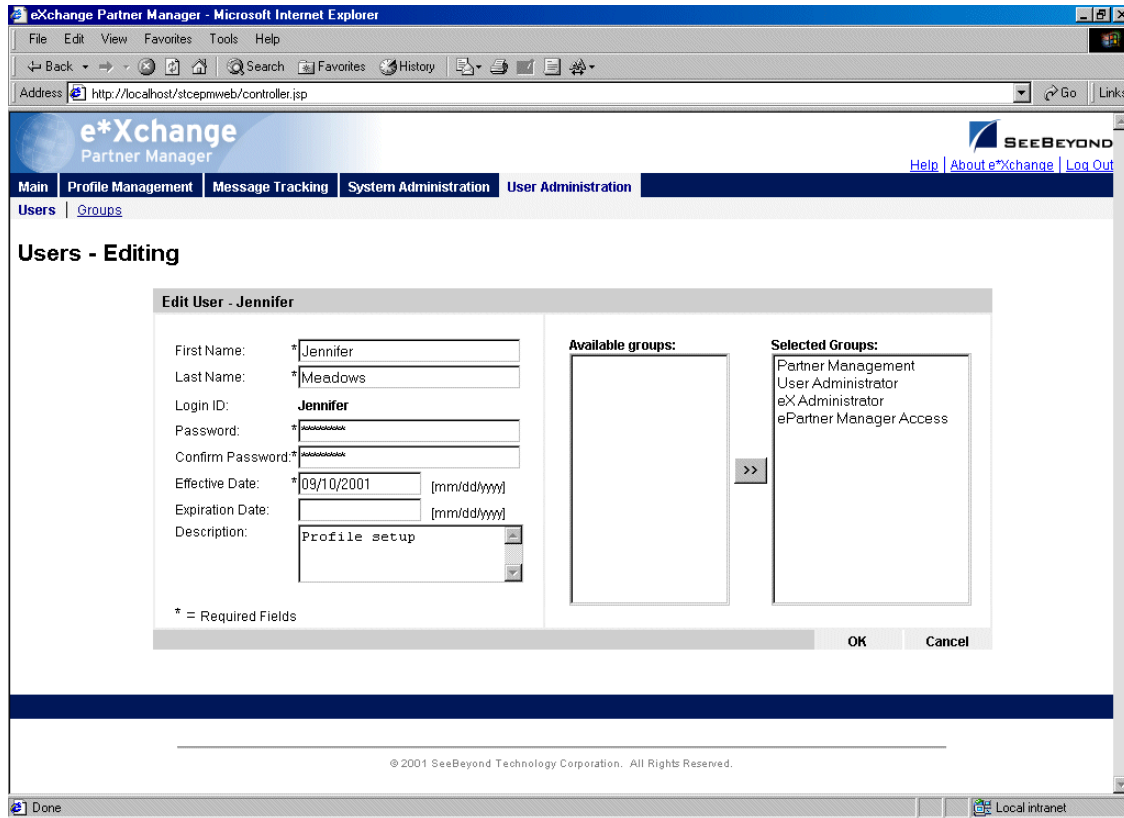 eXchange Partner Manager - Microsoft Internet Explorer
File Edit View Favorites Tools Help
Back Search Favorites History
Address http://localhost/stcepmweb/controller.jsp Go Links
e*Xchange
Partner Manager
SEEBEYOND
Help | About e*Xchange | Log Out
Main Profile Management Message Tracking System Administration User Administration
Users | Groups
Users - Editing
Edit User - Jennifer
First Name: *Jennifer
Last Name: *Meadows
Login ID: Jennifer
Password: * *********
Confirm Password:* *********
Effective Date: *09/10/2001 [mm/dd/yyyy]
Expiration Date: [mm/dd/yyyy]
Description: Profile setup
* = Required Fields
Available groups:
>>
Selected Groups:
Partner Management
User Administrator
eX Administrator
ePartner Manager Access
OK Cancel
© 2001 SeeBeyond Technology Corporation. All Rights Reserved.
Done Local intranet